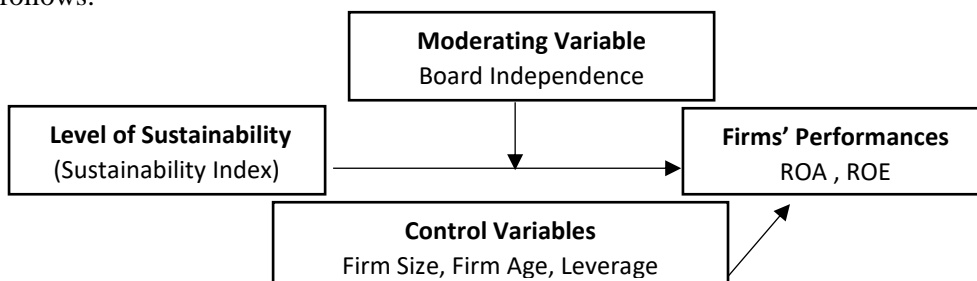 follows:
Moderating Variable
Board Independence
Level of Sustainability
(Sustainability Index)
Firms’ Performances
ROA , ROE
Control Variables
Firm Size, Firm Age, Leverage